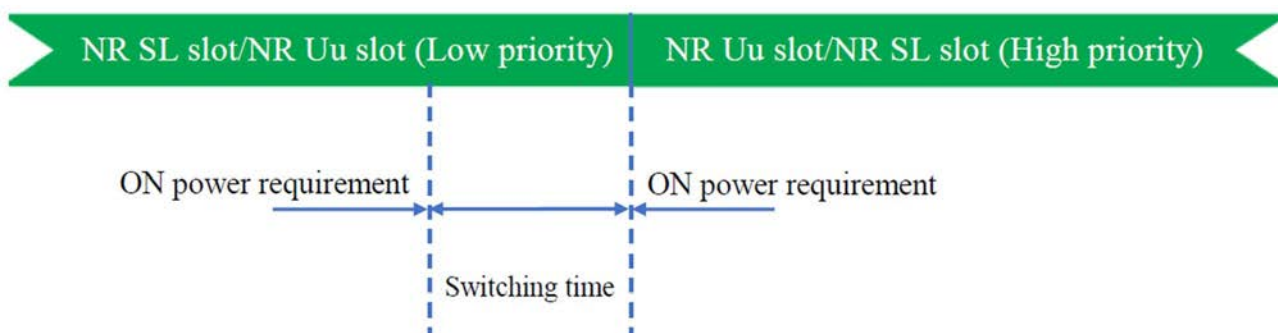 NR SL slot/NR Uu slot (Low priority)
NR Uu slot/NR SL slot (High priority)
ON power requirement
ON power requirement
Switching time